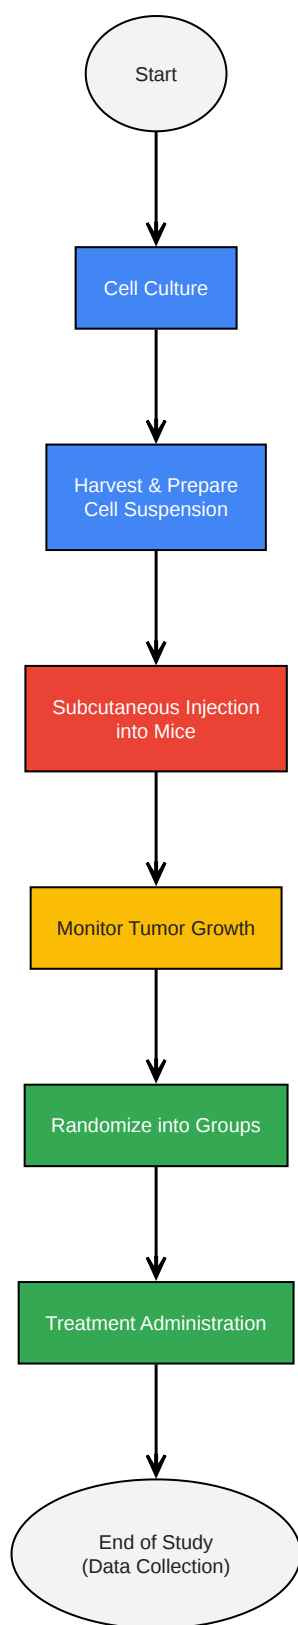 Start
Cell Culture
Harvest & Prepare
Cell Suspension
Subcutaneous Injection
into Mice
Monitor Tumor Growth
Randomize into Groups
Treatment Administration
End of Study
(Data Collection)